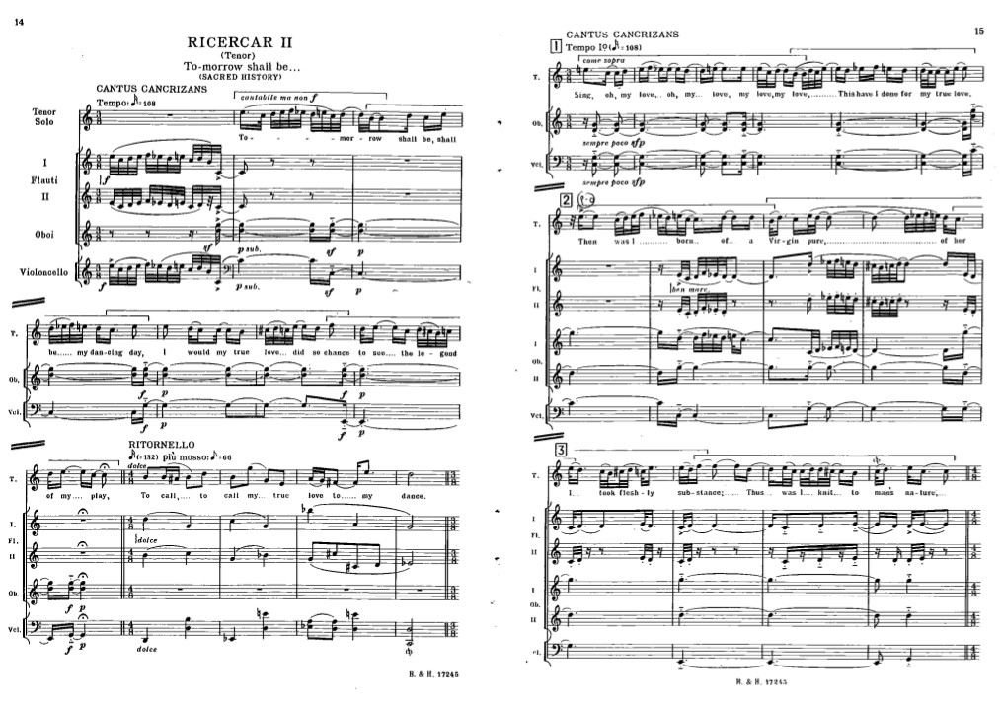 14
RICERCAR II
(Tenor)
To-morrow shall be...
(SACRED HISTORY)
CANTUS CANCRIZANS
Tempo: ♪=108
cantabile ma non f
Tenor
Solo
To- - - - mor- row shall be, shall
I
f
Flauti
II
f
Oboi
sf p sub. sf p
Violoncello
f p sub. sf p
T.
be...... my dan-cing day, I would my true love... did so chance to see.... the le-gend
Ob.
f p f p
Vcl.
f p f p
RITORNELLO
♪(=132) più mosso: ♪=66
dolce
T.
of my.... play, To call,.... to call my... true love to...... my dance.
I.
dolce
Fl.
II
Ob.
f p
Vcl.
f p dolce
B. & H. 17245
15
CANTUS CANCRIZANS
1 Tempo Iº (♪=108)
come sopra
T.
Sing, oh, my love,.. oh, my... love, my love, my love,......... This have I done for my true love.
Ob.
sempre poco sfp
Vcl.
sempre poco sfp
2
T.
Then was I .......... born... of... a Vir-gin pure,.............................. of her
I
ben marc.
Fl.
II
I
Ob.
II
Vcl.
3
T.
I........ took flesh-ly sub-stance;...... Thus was I... knit... to man's na-ture,...
I
Fl.
II
I
Ob.
II
B. & H. 17245